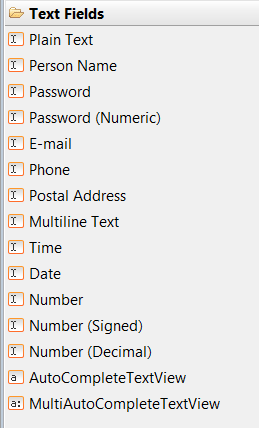 Text Fields
Plain Text
Person Name
Password
Password (Numeric)
E-mail
Phone
Postal Address
Multiline Text
Time
Date
Number
Number (Signed)
Number (Decimal)
AutoCompleteTextView
MultiAutoCompleteTextView